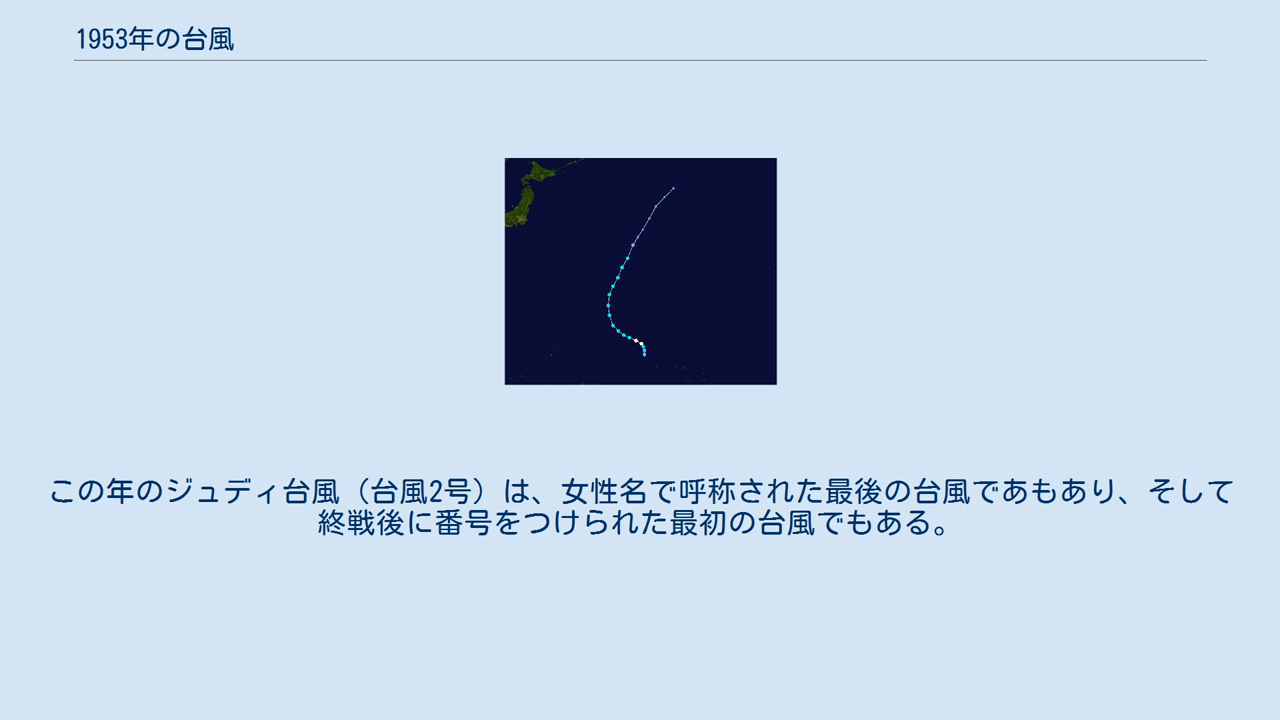 1953年の台風
この年のジュディ台風（台風2号）は、女性名で呼称された最後の台風であもあり、そして
終戦後に番号をつけられた最初の台風でもある。